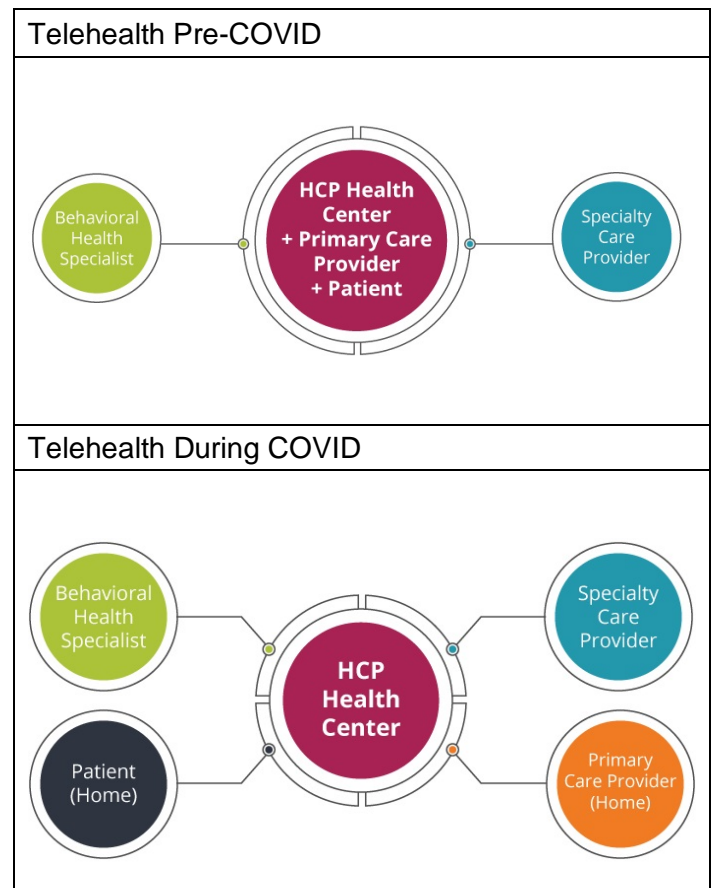 Telehealth Pre-COVID
Behavioral
Health
Specialist
HCP Health
Center
+ Primary Care
Provider
+ Patient
Specialty
Care
Provider
Telehealth During COVID
Behavioral
Health
Specialist
Specialty
Care
Provider
HCP
Health
Center
Patient
(Home)
Primary
Care Provider
(Home)